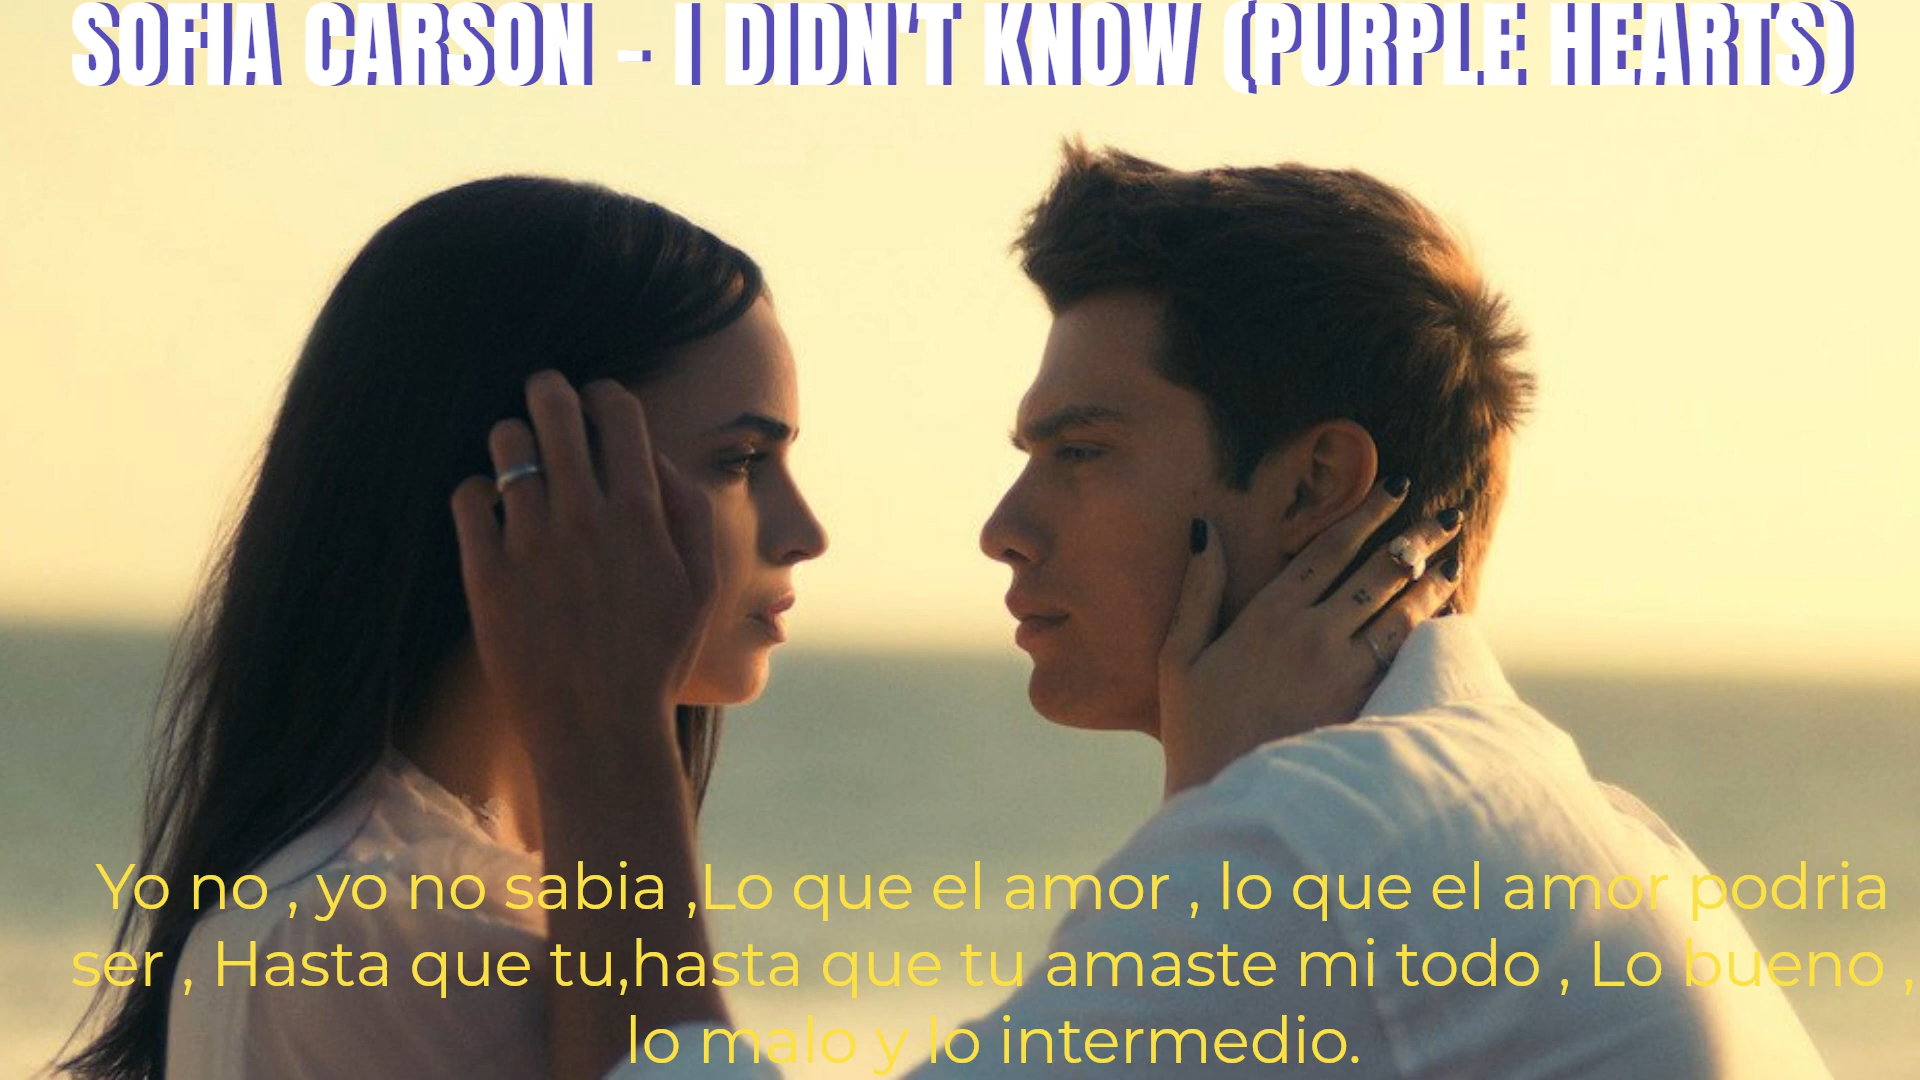 SOFIA CARSON - I DIDN'T KNOW (PURPLE HEARTS)
Yo no , yo no sabia ,Lo que el amor , lo que el amor podria
ser , Hasta que tu,hasta que tu amaste mi todo , Lo bueno ,
lo malo y lo intermedio.